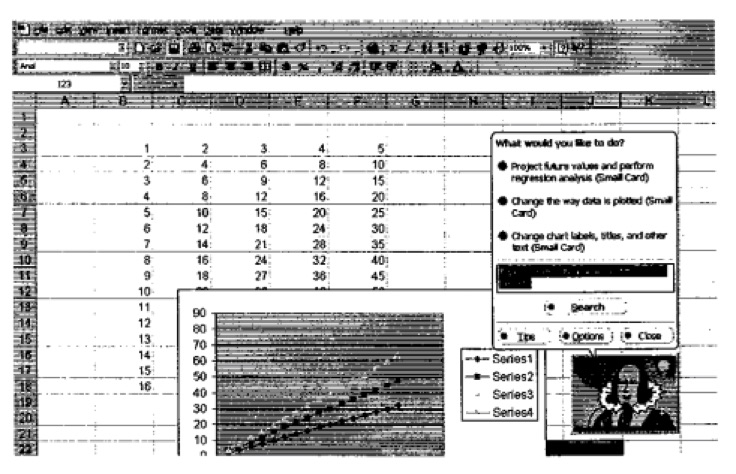 Edit View Insert Format Tools Data Window Help
100%
Arial 10
123
A B C D E F G H I J K L
1
2
3 1 2 3 4 5
4 2 4 6 8 10
5 3 6 9 12 15
6 4 8 12 16 20
7 5 10 15 20 25
8 6 12 18 24 30
9 7 14 21 28 35
10 8 16 24 32 40
11 9 18 27 36 45
12 10
13 11
14 12
15 13
16 14
17 15
18 16
19
20
21
22
What would you like to do?
Project future values and perform
regression analysis (Small Card)
Change the way data is plotted (Small
Card)
Change chart labels, titles, and other
text (Small Card)
Search
Tips Options Close
90
80
70
60
50
40
30
20
10
0
Series1
Series2
Series3
Series4